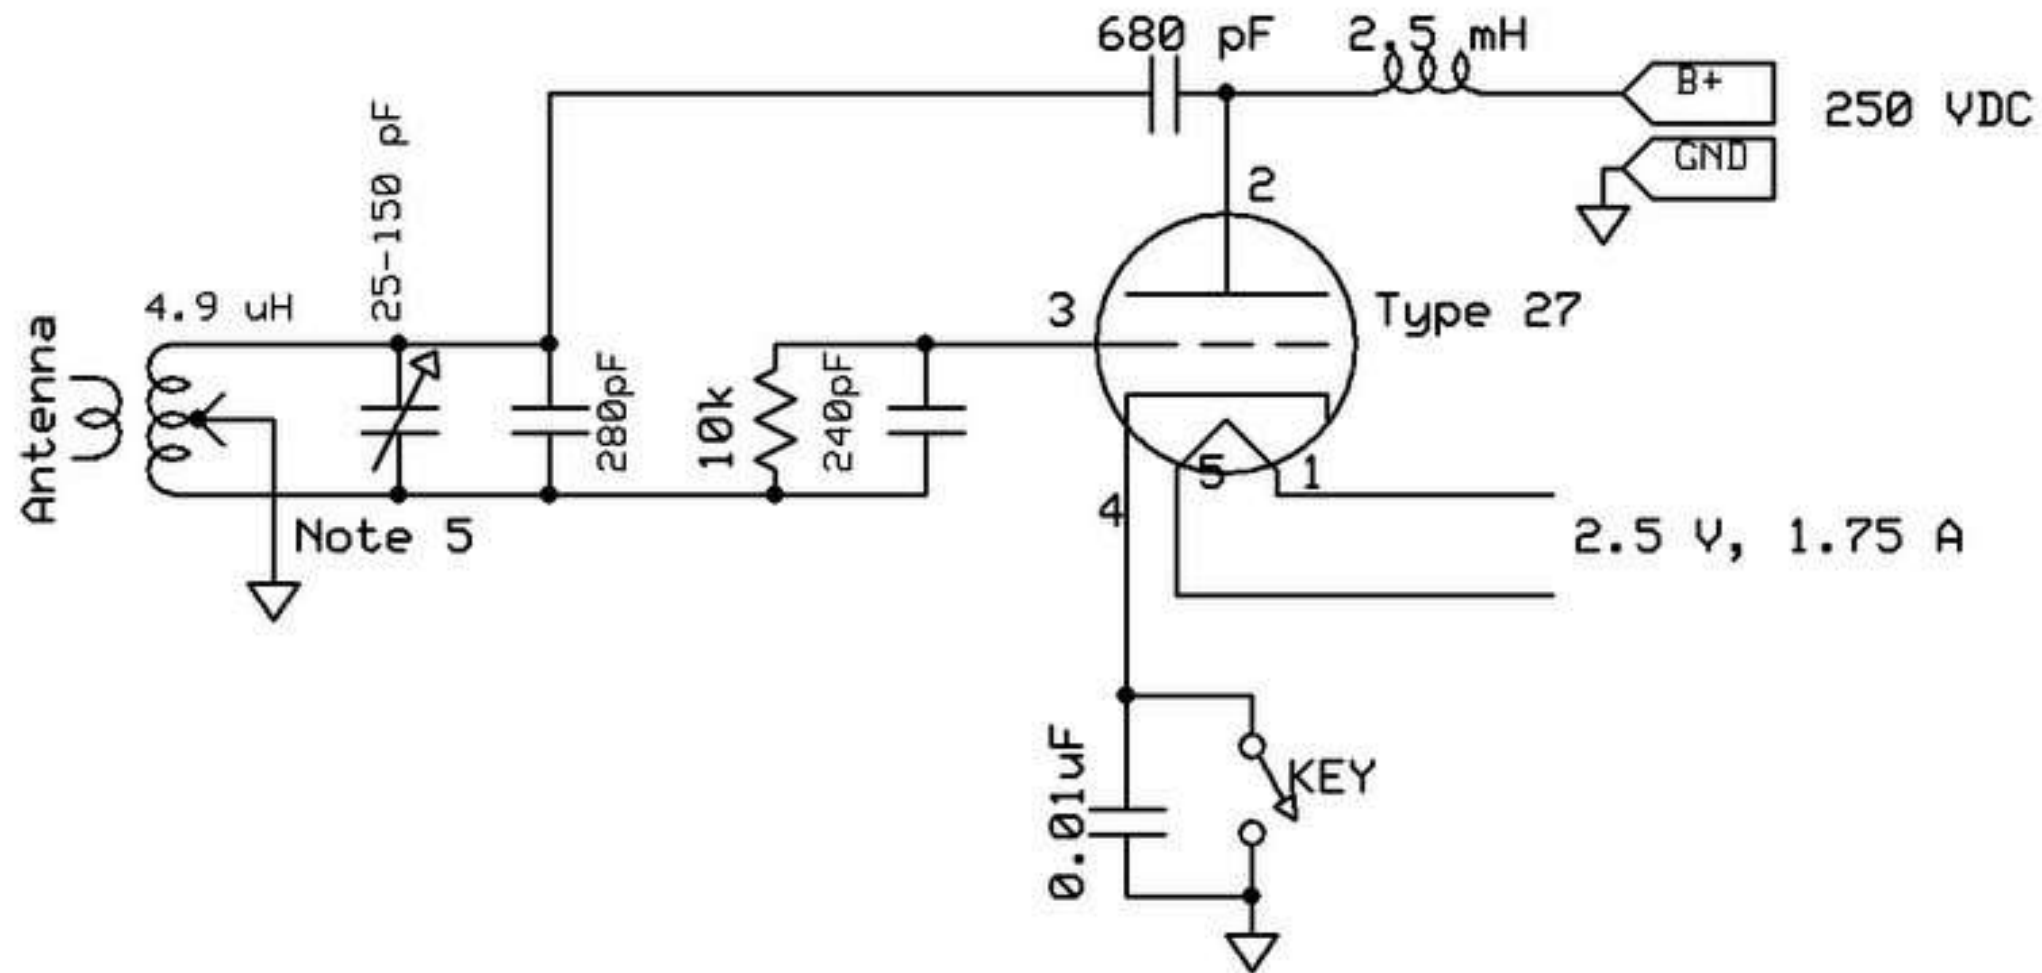 680 pF
2.5 mH
B+
250 VDC
GND
25-150 pF
2
4.9 uH
3
Type 27
Antenna
280pF
10k
240pF
5
1
4
Note 5
2.5 V, 1.75 A
0.01uF
KEY